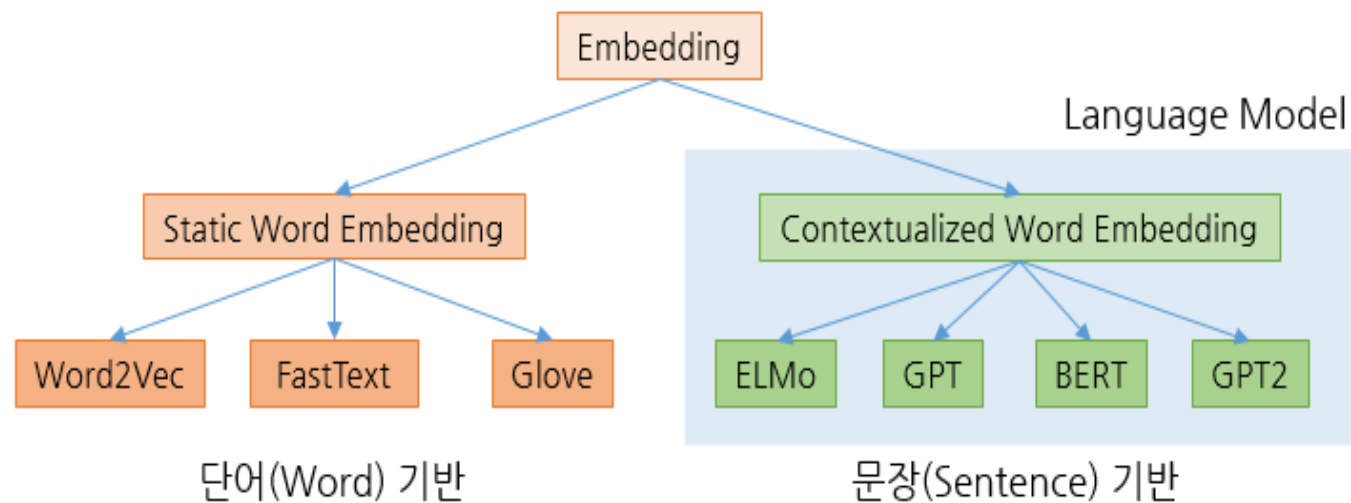 Embedding
Language Model
Static Word Embedding
Contextualized Word Embedding
Word2Vec
FastText
Glove
ELMo
GPT
BERT
GPT2
단어(Word) 기반
문장(Sentence) 기반